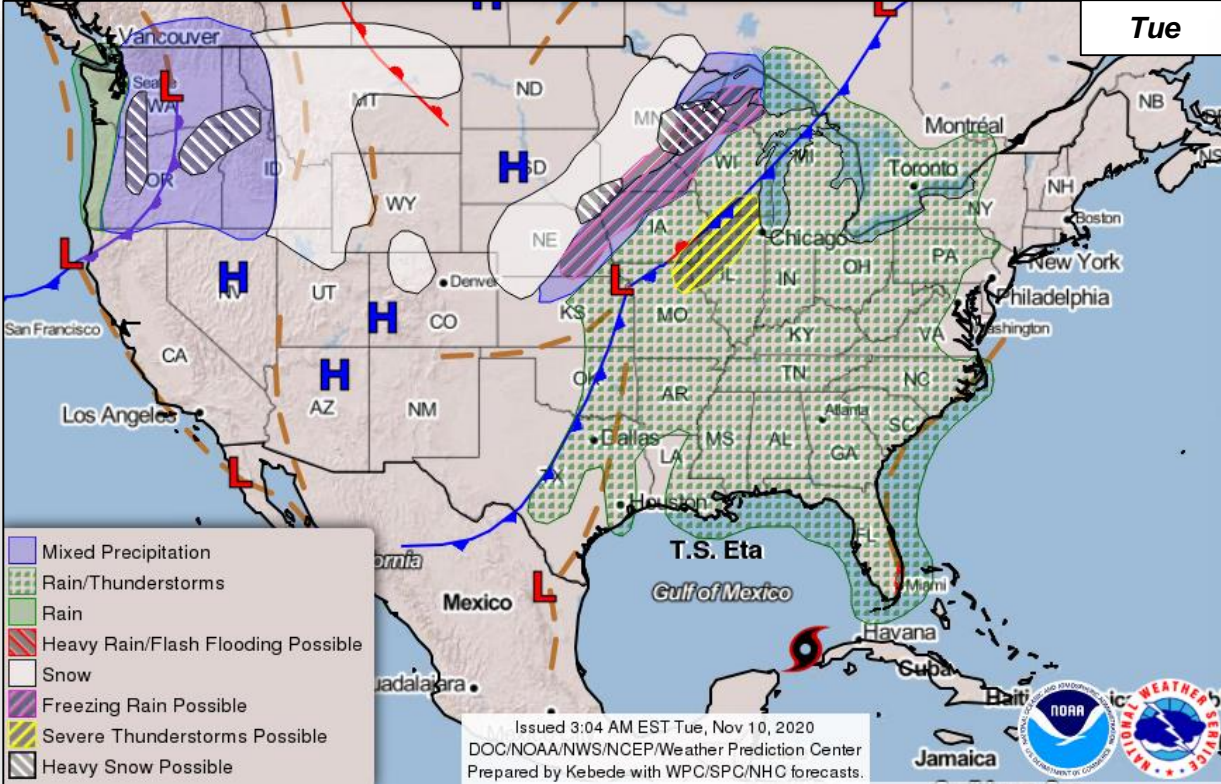 Tue
H
L
Vancouver
L
Seattle
WA
MT
ND
MN
NB
Montréal
OR
ID
H
SD
WI
MI
Toronto
NH
WY
NY
Boston
L
NE
IA
Chicago
PA
New York
H
NV
UT
Denver
L
IL
IN
OH
Philadelphia
San Francisco
H
CO
KS
MO
KY
VA
Washington
CA
H
OK
TN
NC
Los Angeles
AZ
NM
AR
Atlanta
SC
Dallas
MS
AL
GA
LA
L
TX
Houston
FL
T.S. Eta
L
Mexico
Gulf of Mexico
Miami
Havana
Cuba
Haiti
Jamaica
Mixed Precipitation
Rain/Thunderstorms
Rain
Heavy Rain/Flash Flooding Possible
Snow
Freezing Rain Possible
Severe Thunderstorms Possible
Heavy Snow Possible
Issued 3:04 AM EST Tue, Nov 10, 2020
DOC/NOAA/NWS/NCEP/Weather Prediction Center
Prepared by Kebede with WPC/SPC/NHC forecasts.
NOAA
NATIONAL WEATHER SERVICE